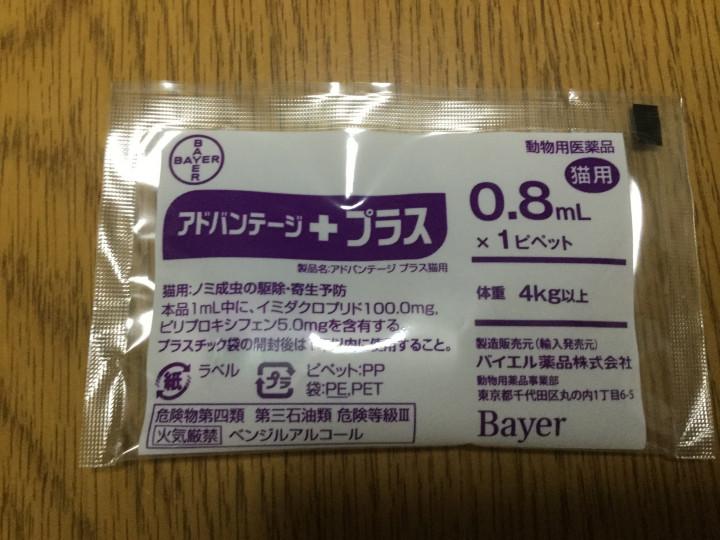 BAYER
BAYER
動物用医薬品
猫用
アドバンテージ+プラス
0.8mL
×1ピペット
製品名:アドバンテージ プラス猫用
猫用:ノミ成虫の駆除・寄生予防
本品1mL中に、イミダクロプリド100.0mg,
ピリプロキシフェン5.0mgを含有する。
プラスチック袋の開封後は以内に使用すること。
体重 4kg以上
紙 ラベル
プラ ピペット:PP
袋:PE,PET
製造販売元(輸入発売元)
バイエル薬品株式会社
動物用薬品事業部
東京都千代田区丸の内1丁目6-5
Bayer
危険物第四類 第三石油類 危険等級Ⅲ
火気厳禁 ベンジルアルコール